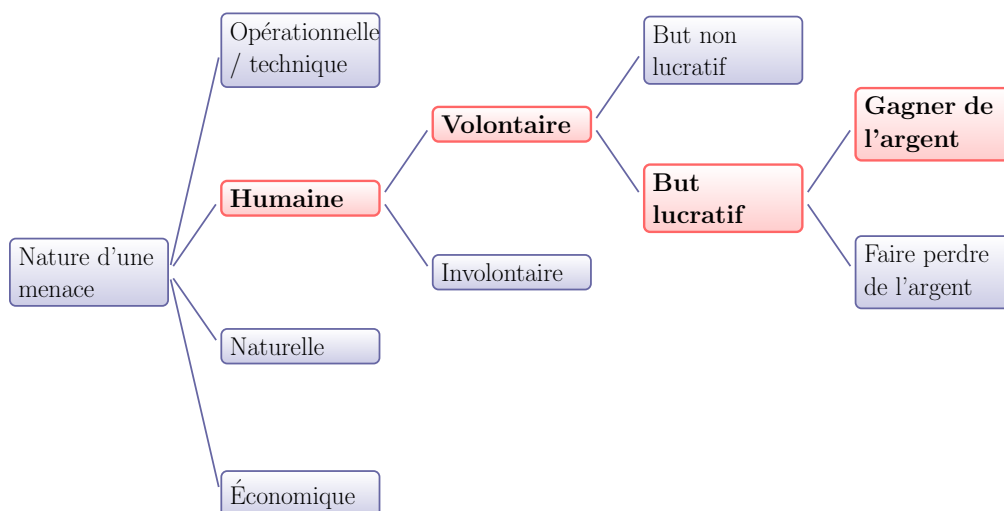 Opérationnelle
/ technique
But non
lucratif
Gagner de
l'argent
Volontaire
But
lucratif
Humaine
Nature d'une
menace
Involontaire
Faire perdre
de l'argent
Naturelle
Économique